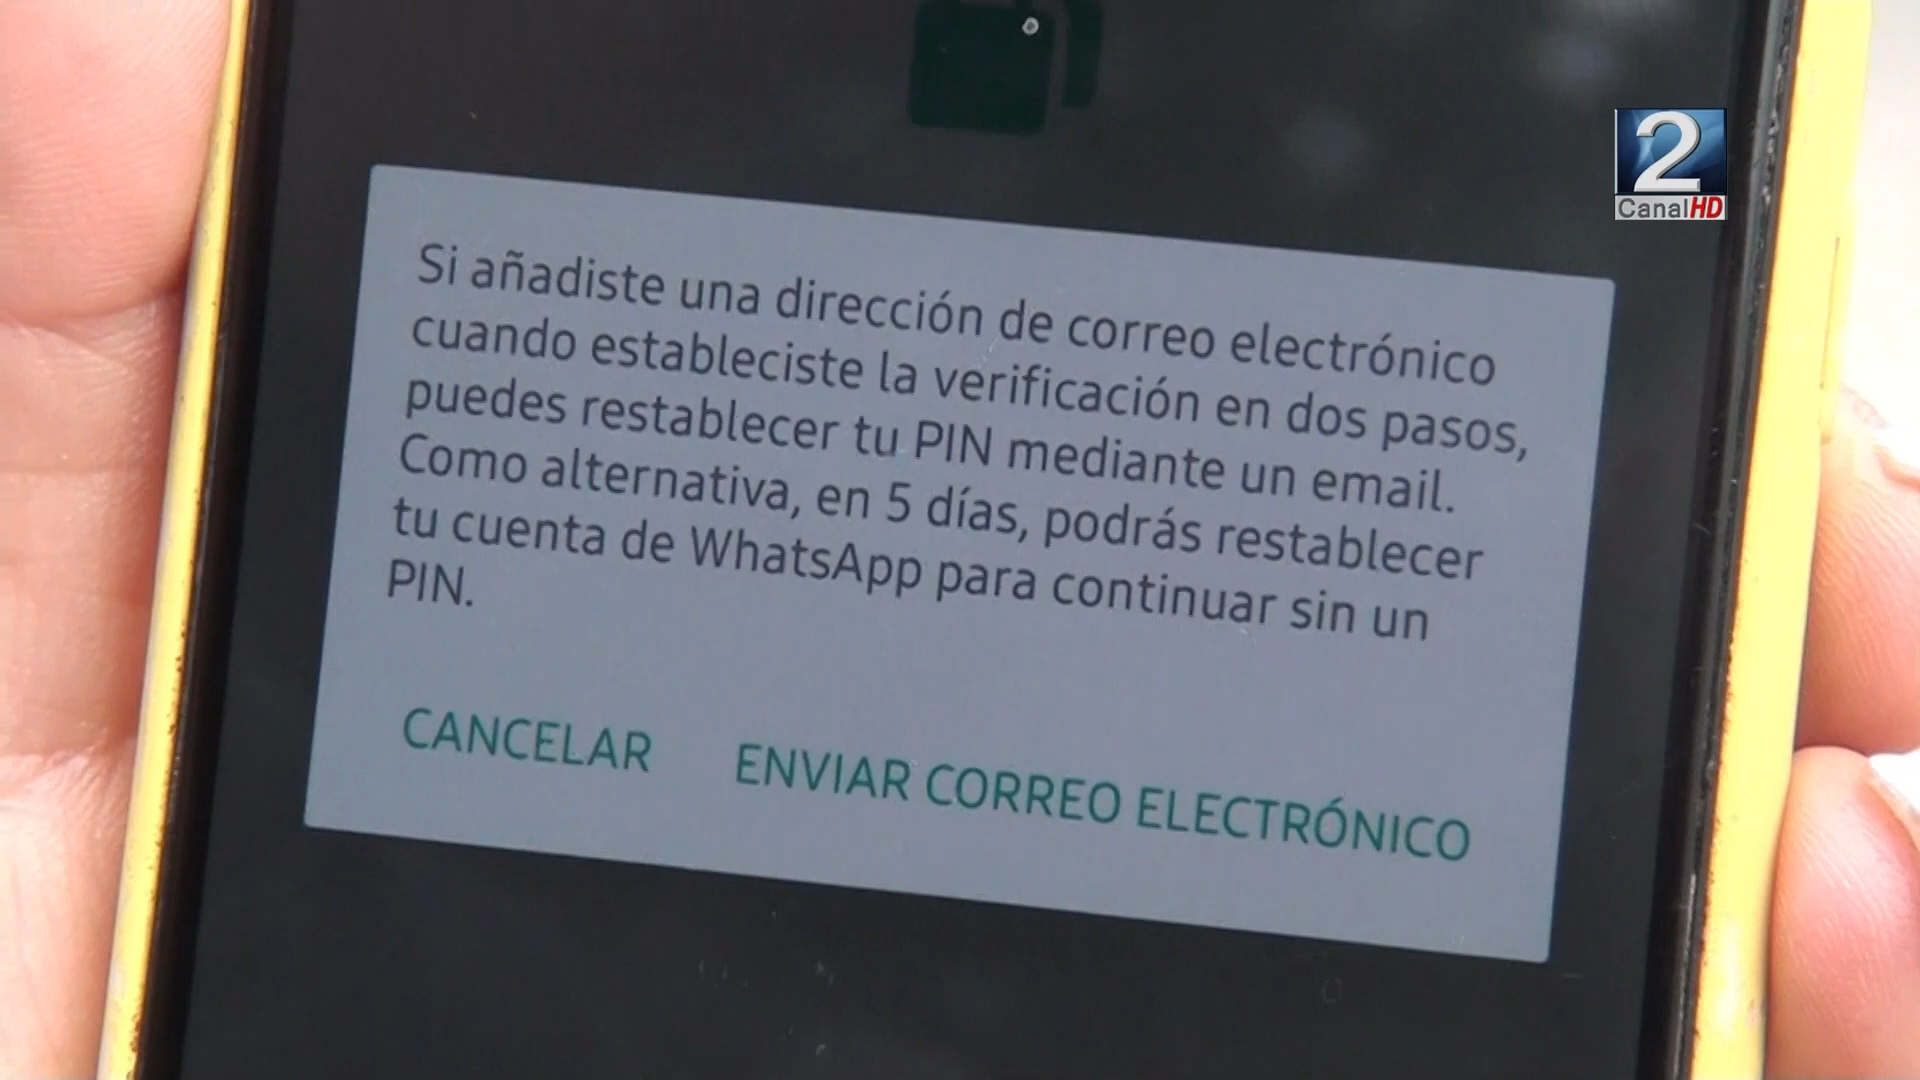 2
CanalHD
Si añadiste una dirección de correo electrónico
cuando estableciste la verificación en dos pasos,
puedes restablecer tu PIN mediante un email.
Como alternativa, en 5 días, podrás restablecer
tu cuenta de WhatsApp para continuar sin un
PIN.
CANCELAR ENVIAR CORREO ELECTRÓNICO